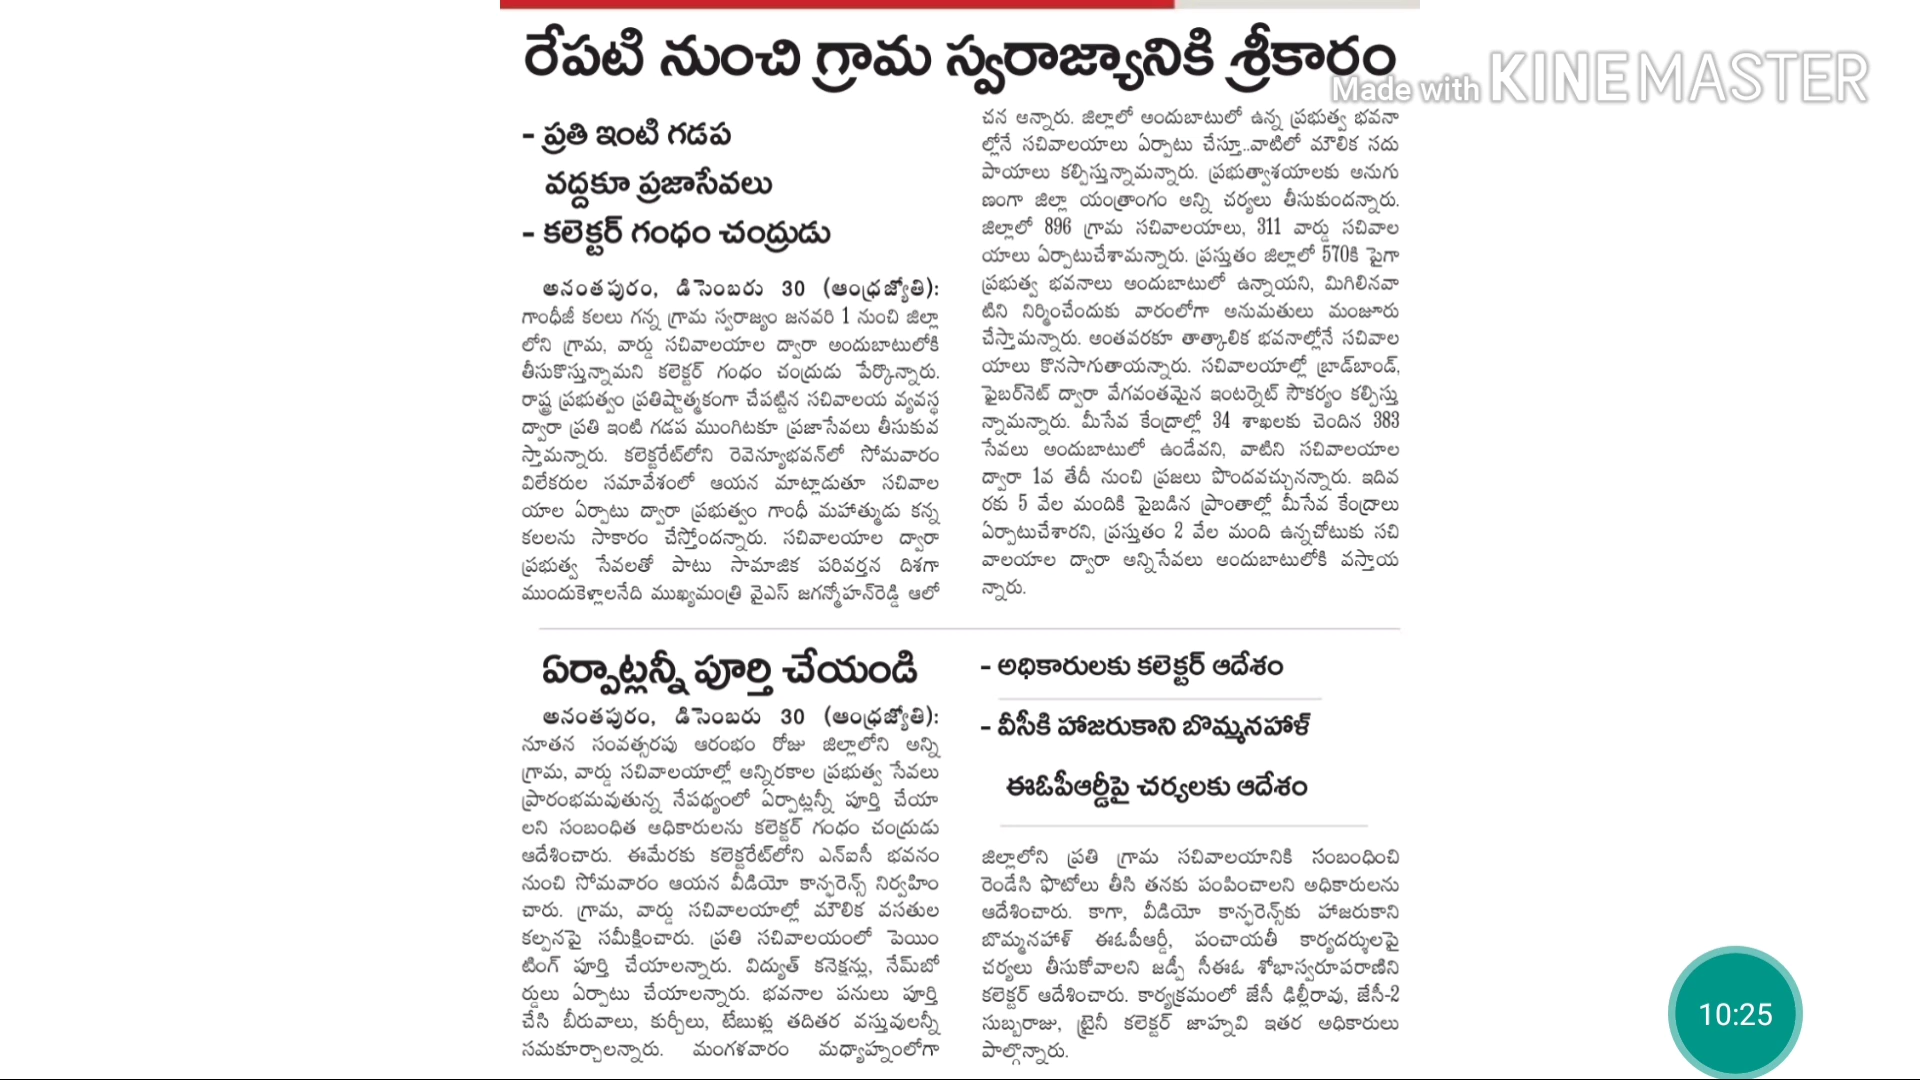 రేపటి నుంచి గ్రామ స్వరాజ్యానికి శ్రీకారం
Made with KINEMASTER
- ప్రతి ఇంటి గడప
వద్దకూ ప్రజాసేవలు
- కలెక్టర్ గంధం చంద్రుడు
అనంతపురం, డిసెంబరు 30 (ఆంధ్రజ్యోతి):
గాంధీజీ కలలు గన్న గ్రామ స్వరాజ్యం జనవరి 1 నుంచి జిల్లా
లోని గ్రామ, వార్డు సచివాలయాల ద్వారా అందుబాటులోకి
తీసుకొస్తున్నామని కలెక్టర్ గంధం చంద్రుడు పేర్కొన్నారు.
రాష్ట్ర ప్రభుత్వం ప్రతిష్ఠాత్మకంగా చేపట్టిన సచివాలయ వ్యవస్థ
ద్వారా ప్రతి ఇంటి గడప ముంగిటకూ ప్రజాసేవలు తీసుకువ
స్తామన్నారు. కలెక్టరేట్‌లోని రెవెన్యూభవన్‌లో సోమవారం
విలేకరుల సమావేశంలో ఆయన మాట్లాడుతూ సచివాల
యాల ఏర్పాటు ద్వారా ప్రభుత్వం గాంధీ మహాత్ముడు కన్న
కలలను సాకారం చేస్తోందన్నారు. సచివాలయాల ద్వారా
ప్రభుత్వ సేవలతో పాటు సామాజిక పరివర్తన దిశగా
ముందుకెళ్లాలనేది ముఖ్యమంత్రి వైఎస్ జగన్మోహన్‌రెడ్డి ఆలో
చన అన్నారు. జిల్లాలో అందుబాటులో ఉన్న ప్రభుత్వ భవనా
ల్లోనే సచివాలయాలు ఏర్పాటు చేస్తూ..వాటిలో మౌలిక సదు
పాయాలు కల్పిస్తున్నామన్నారు. ప్రభుత్వాశయాలకు అనుగు
ణంగా జిల్లా యంత్రాంగం అన్ని చర్యలు తీసుకుందన్నారు.
జిల్లాలో 896 గ్రామ సచివాలయాలు, 311 వార్డు సచివాల
యాలు ఏర్పాటుచేశామన్నారు. ప్రస్తుతం జిల్లాలో 570కి పైగా
ప్రభుత్వ భవనాలు అందుబాటులో ఉన్నాయని, మిగిలినవా
టిని నిర్మించేందుకు వారంలోగా అనుమతులు మంజూరు
చేస్తామన్నారు. అంతవరకూ తాత్కాలిక భవనాల్లోనే సచివాల
యాలు కొనసాగుతాయన్నారు. సచివాలయాల్లో బ్రాడ్‌బాండ్,
ఫైబర్‌నెట్ ద్వారా వేగవంతమైన ఇంటర్నెట్ సౌకర్యం కల్పిస్తు
న్నామన్నారు. మీసేవ కేంద్రాల్లో 34 శాఖలకు చెందిన 383
సేవలు అందుబాటులో ఉండేవని, వాటిని సచివాలయాల
ద్వారా 1వ తేదీ నుంచి ప్రజలు పొందవచ్చునన్నారు. ఇదివ
రకు 5 వేల మందికి పైబడిన ప్రాంతాల్లో మీసేవ కేంద్రాలు
ఏర్పాటుచేశారని, ప్రస్తుతం 2 వేల మంది ఉన్నచోటుకు సచి
వాలయాల ద్వారా అన్నిసేవలు అందుబాటులోకి వస్తాయ
న్నారు.
ఏర్పాట్లన్నీ పూర్తి చేయండి
- అధికారులకు కలెక్టర్ ఆదేశం
- వీసీకి హాజరుకాని బొమ్మనహాళ్
ఈఓపీఆర్డీపై చర్యలకు ఆదేశం
అనంతపురం, డిసెంబరు 30 (ఆంధ్రజ్యోతి):
నూతన సంవత్సరపు ఆరంభం రోజు జిల్లాలోని అన్ని
గ్రామ, వార్డు సచివాలయాల్లో అన్నిరకాల ప్రభుత్వ సేవలు
ప్రారంభమవుతున్న నేపథ్యంలో ఏర్పాట్లన్నీ పూర్తి చేయా
లని సంబంధిత అధికారులను కలెక్టర్ గంధం చంద్రుడు
ఆదేశించారు. ఈమేరకు కలెక్టరేట్‌లోని ఎన్ఐసీ భవనం
నుంచి సోమవారం ఆయన వీడియో కాన్ఫరెన్స్ నిర్వహిం
చారు. గ్రామ, వార్డు సచివాలయాల్లో మౌలిక వసతుల
కల్పనపై సమీక్షించారు. ప్రతి సచివాలయంలో పెయిం
టింగ్ పూర్తి చేయాలన్నారు. విద్యుత్ కనెక్షన్లు, నేమ్‌బో
ర్డులు ఏర్పాటు చేయాలన్నారు. భవనాల పనులు పూర్తి
చేసి బీరువాలు, కుర్చీలు, టేబుళ్లు తదితర వస్తువులన్నీ
సమకూర్చాలన్నారు. మంగళవారం మధ్యాహ్నంలోగా
జిల్లాలోని ప్రతి గ్రామ సచివాలయానికి సంబంధించి
రెండేసి ఫొటోలు తీసి తనకు పంపించాలని అధికారులను
ఆదేశించారు. కాగా, వీడియో కాన్ఫరెన్స్‌కు హాజరుకాని
బొమ్మనహాళ్ ఈఓపీఆర్డీ, పంచాయతీ కార్యదర్శులపై
చర్యలు తీసుకోవాలని జడ్పీ సీఈఓ శోభాస్వరూపరాణిని
కలెక్టర్ ఆదేశించారు. కార్యక్రమంలో జేసీ ఢిల్లీరావు, జేసీ-2
సుబ్బరాజు, ట్రైనీ కలెక్టర్ జాహ్నవి ఇతర అధికారులు
పాల్గొన్నారు.
10:25